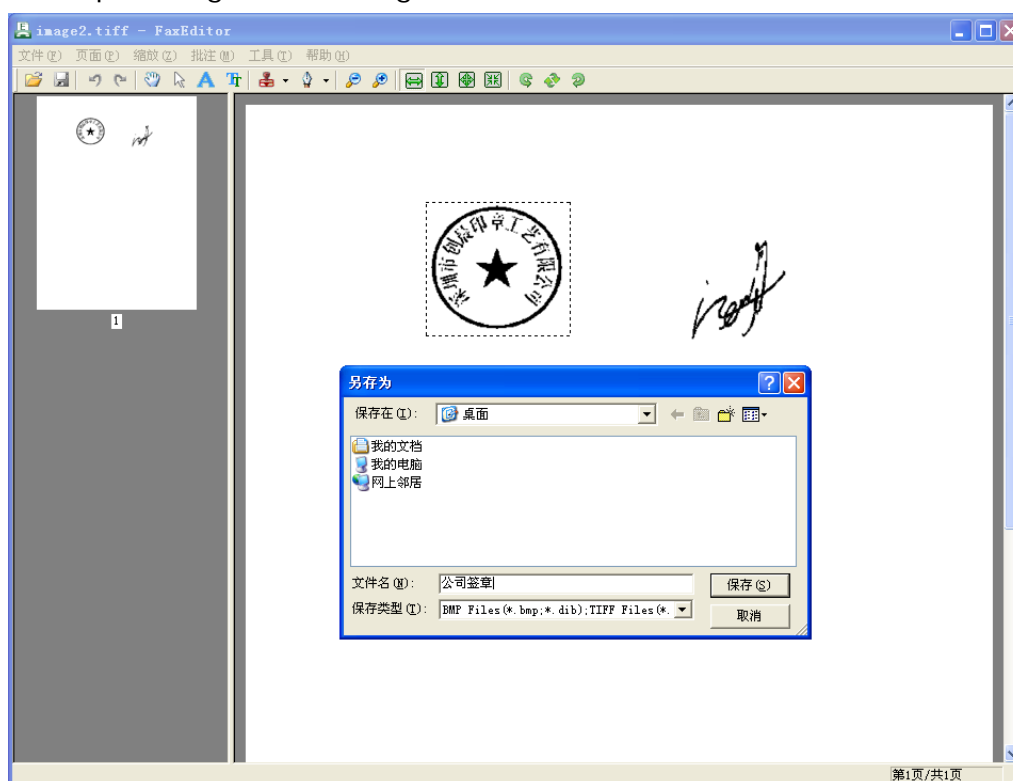 image2.tiff - FaxEditor
文件(F) 页面(P) 缩放(Z) 批注(M) 工具(T) 帮助(H)
1
深圳市创晨印章工艺有限公司
另存为
保存在(I): 桌面
我的文档
我的电脑
网上邻居
文件名(N): 公司签章
保存(S)
保存类型(T): BMP Files(*.bmp;*.dib);TIFF Files(*.
取消
第1页/共1页